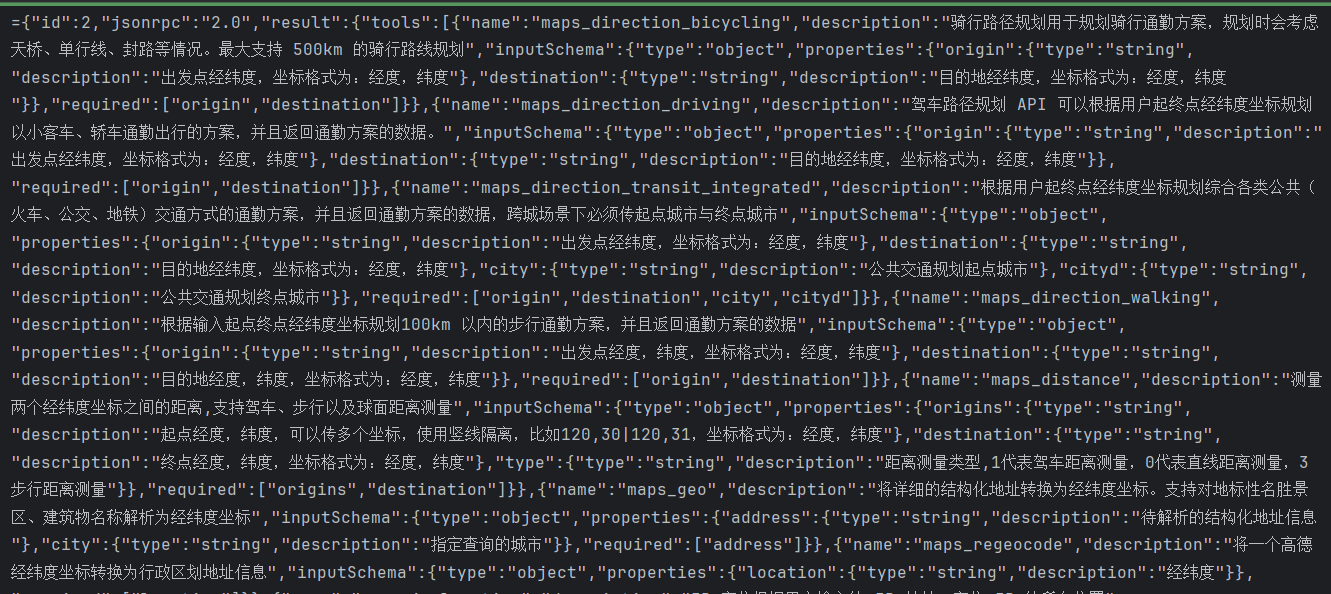 ={"id":2,"jsonrpc":"2.0","result":{"tools":[{"name":"maps_direction_bicycling","description":"骑行路径规划用于规划骑行通勤方案，规划时会考虑
天桥、单行线、封路等情况。最大支持 500km 的骑行路线规划","inputSchema":{"type":"object","properties":{"origin":{"type":"string",
"description":"出发点经纬度，坐标格式为：经度，纬度"},"destination":{"type":"string","description":"目的地经纬度，坐标格式为：经度，纬度
"}},"required":["origin","destination"]}},{"name":"maps_direction_driving","description":"驾车路径规划 API 可以根据用户起终点经纬度坐标规划
以小客车、轿车通勤出行的方案，并且返回通勤方案的数据。","inputSchema":{"type":"object","properties":{"origin":{"type":"string","description":"
出发点经纬度，坐标格式为：经度，纬度"},"destination":{"type":"string","description":"目的地经纬度，坐标格式为：经度，纬度"}},
"required":["origin","destination"]}},{"name":"maps_direction_transit_integrated","description":"根据用户起终点经纬度坐标规划综合各类公共（
火车、公交、地铁）交通方式的通勤方案，并且返回通勤方案的数据，跨城场景下必须传起点城市与终点城市","inputSchema":{"type":"object",
"properties":{"origin":{"type":"string","description":"出发点经纬度，坐标格式为：经度，纬度"},"destination":{"type":"string",
"description":"目的地经纬度，坐标格式为：经度，纬度"},"city":{"type":"string","description":"公共交通规划起点城市"},"cityd":{"type":"string",
"description":"公共交通规划终点城市"}},"required":["origin","destination","city","cityd"]}},{"name":"maps_direction_walking",
"description":"根据输入起点终点经纬度坐标规划100km 以内的步行通勤方案，并且返回通勤方案的数据","inputSchema":{"type":"object",
"properties":{"origin":{"type":"string","description":"出发点经度，纬度，坐标格式为：经度，纬度"},"destination":{"type":"string",
"description":"目的地经度，纬度，坐标格式为：经度，纬度"}},"required":["origin","destination"]}},{"name":"maps_distance","description":"测量
两个经纬度坐标之间的距离,支持驾车、步行以及球面距离测量","inputSchema":{"type":"object","properties":{"origins":{"type":"string",
"description":"起点经度，纬度，可以传多个坐标，使用竖线隔离，比如120,30|120,31，坐标格式为：经度，纬度"},"destination":{"type":"string",
"description":"终点经度，纬度，坐标格式为：经度，纬度"},"type":{"type":"string","description":"距离测量类型,1代表驾车距离测量，0代表直线距离测量，3
步行距离测量"}},"required":["origins","destination"]}},{"name":"maps_geo","description":"将详细的结构化地址转换为经纬度坐标。支持对地标性名胜景
区、建筑物名称解析为经纬度坐标","inputSchema":{"type":"object","properties":{"address":{"type":"string","description":"待解析的结构化地址信息
"},"city":{"type":"string","description":"指定查询的城市"}},"required":["address"]}},{"name":"maps_regeocode","description":"将一个高德
经纬度坐标转换为行政区划地址信息","inputSchema":{"type":"object","properties":{"location":{"type":"string","description":"经纬度"}},